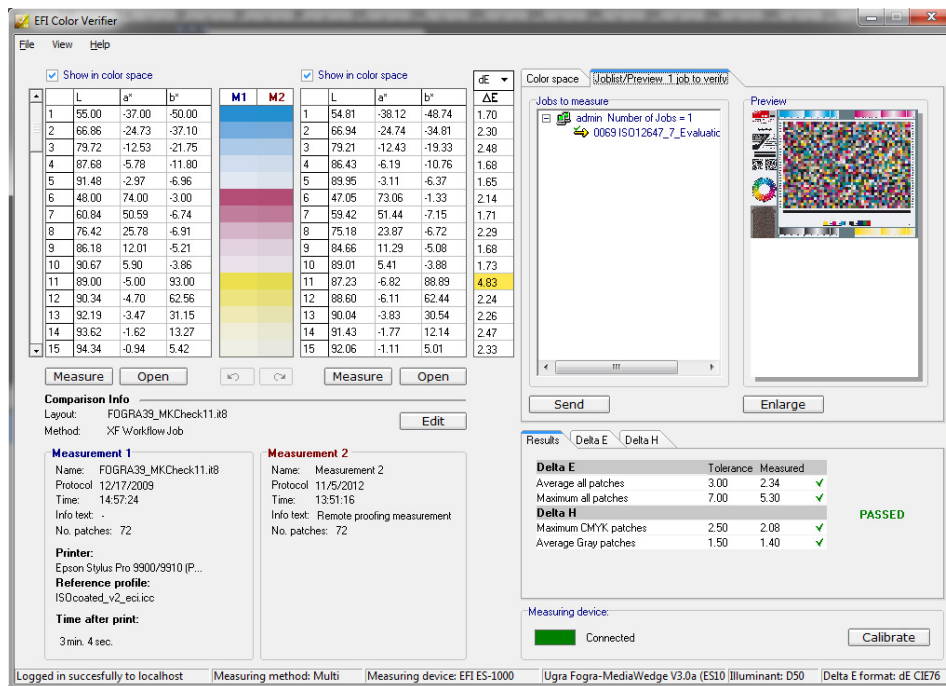 EFI Color Verifier
File View Help
Show in color space
L a* b*
1 55.00 -37.00 -50.00
2 66.86 -24.73 -37.10
3 79.72 -12.53 -21.75
4 87.68 -5.78 -11.80
5 91.48 -2.97 -6.96
6 48.00 74.00 -3.00
7 60.84 50.59 -6.74
8 76.42 25.78 -6.91
9 86.18 12.01 -5.21
10 90.67 5.90 -3.86
11 89.00 -5.00 93.00
12 90.34 -4.70 62.56
13 92.19 -3.47 31.15
14 93.62 -1.62 13.27
15 94.34 -0.94 5.42
Measure Open
M1 M2
Show in color space
L a* b*
1 54.81 -38.12 -48.74
2 66.94 -24.74 -34.81
3 79.21 -12.43 -19.33
4 86.43 -6.19 -10.76
5 89.95 -3.11 -6.37
6 47.05 73.06 -1.33
7 59.42 51.44 -7.15
8 75.18 23.87 -6.72
9 84.66 11.29 -5.08
10 89.01 5.41 -3.88
11 87.23 -6.82 88.89
12 88.60 -6.11 62.44
13 90.04 -3.83 30.54
14 91.43 -1.77 12.14
15 92.06 -1.11 5.01
Measure Open
dE
ΔE
1.70
2.30
2.48
1.68
1.65
2.14
1.71
2.29
1.68
1.73
4.83
2.24
2.26
2.47
2.33
Comparison Info
Layout: FOGRA39_MKCheck11.it8
Method: XF Workflow Job
Edit
Measurement 1
Name: FOGRA39_MKCheck11.it8
Protocol 12/17/2009
Time: 14:57:24
Info text: -
No. patches: 72
Printer:
Epson Stylus Pro 9900/9910 (P...
Reference profile:
ISOcoated_v2_eci.icc
Time after print:
3 min. 4 sec.
Measurement 2
Name: Measurement 2
Protocol 11/5/2012
Time: 13:51:16
Info text: Remote proofing measurement
No. patches: 72
Color space Joblist/Preview 1 job to verify
Jobs to measure
admin Number of Jobs = 1
0069 ISO12647_7_Evaluatic
Send
Preview
Enlarge
Results Delta E Delta H
Delta E Tolerance Measured
Average all patches 3.00 2.34
Maximum all patches 7.00 5.30
Delta H
Maximum CMYK patches 2.50 2.08
Average Gray patches 1.50 1.40
PASSED
Measuring device:
Connected
Calibrate
Logged in succesfully to localhost Measuring method: Multi Measuring device: EFI ES-1000 Ugra Fogra-MediaWedge V3.0a (ES10 Illuminant: D50 Delta E format: dE CIE76